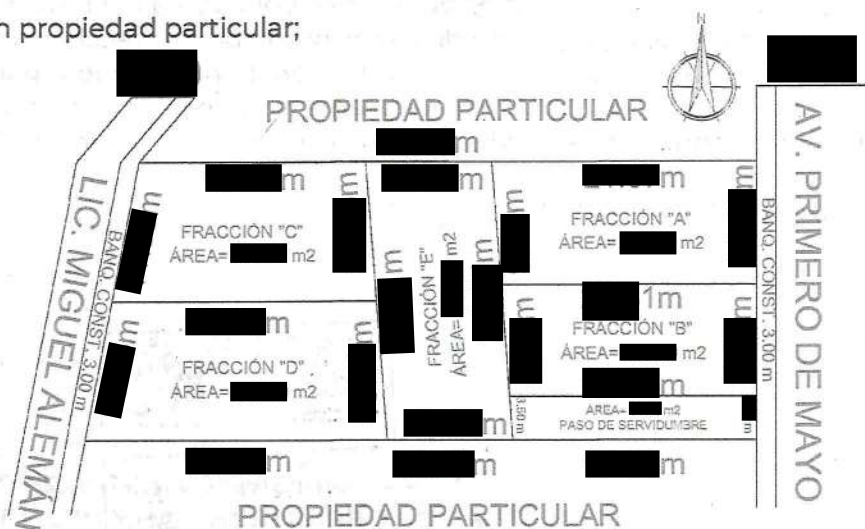 n propiedad particular;
N
PROPIEDAD PARTICULAR
m
m
m
m
LIC. MIGUEL ALEMÁN
BANQ. CONST. 3.00 m
m
FRACCIÓN "C"
ÁREA= m2
m
m
FRACCIÓN "E"
ÁREA= m2
m
m
FRACCIÓN "A"
ÁREA= m2
m
BANQ. CONST. 3.00 m
AV. PRIMERO DE MAYO
m
m
FRACCIÓN "D"
ÁREA= m2
m
1m
m
FRACCIÓN "B"
ÁREA= m2
m
m
m
3.50 m
AREA= m2
PASO DE SERVIDUMBRE
m
m
m
m
PROPIEDAD PARTICULAR